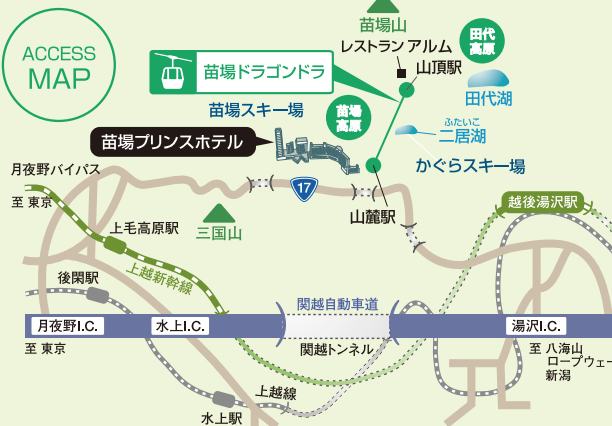 ACCESS
MAP
苗場山
レストラン アルム
田代
高原
山頂駅
苗場ドラゴンドラ
田代湖
苗場スキー場
苗場
高原
ふたいこ
二居湖
苗場プリンスホテル
かぐらスキー場
月夜野バイパス
17
至 東京
山麓駅
越後湯沢駅
上毛高原駅
三国山
上越新幹線
後閑駅
関越自動車道
月夜野I.C.
水上I.C.
湯沢I.C.
至 東京
関越トンネル
至 八海山
ロープウェー
新潟
上越線
水上駅